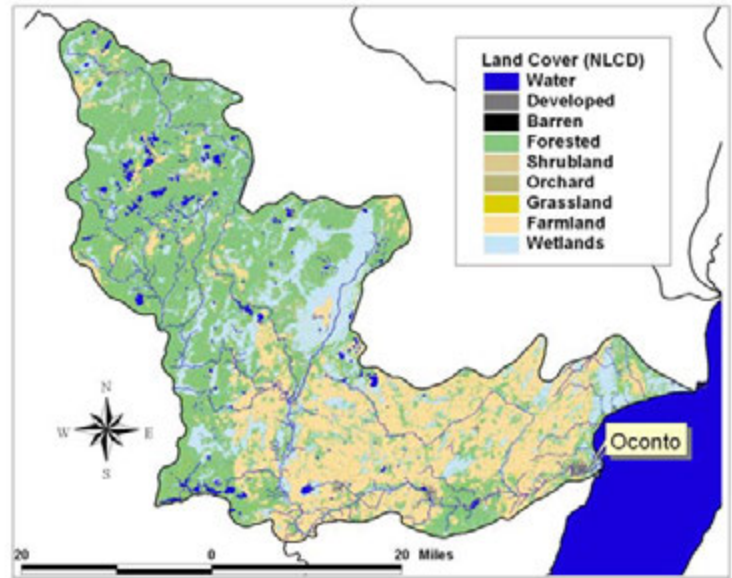 Land Cover (NLCD)
Water
Developed
Barren
Forested
Shrubland
Orchard
Grassland
Farmland
Wetlands
N
W E
S
Oconto
20 0 20 Miles